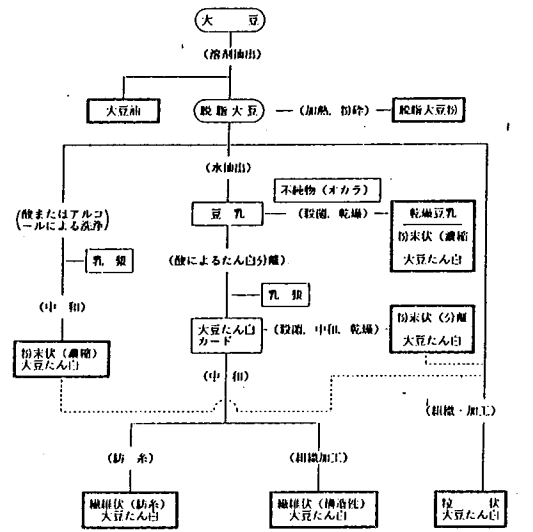 大豆
(溶剤抽出)
大豆油
脱脂大豆
(加熱、粉砕)
脱脂大豆粉
(水抽出)
不純物(オカラ)
(酸またはアルコ
ールによる洗浄)
豆乳
(殺菌、乾燥)
乾燥豆乳
粉末状(濃縮)
大豆たん白
乳漿
(酸によるたん白分離)
乳漿
(中和)
大豆たん白
カード
(殺菌、中和、乾燥)
粉末状(分離)
大豆たん白
粉末状(濃縮)
大豆たん白
(中和)
(組織・加工)
(紡糸)
(組織加工)
繊維状(紡糸)
大豆たん白
繊維状(構造性)
大豆たん白
粒状
大豆たん白